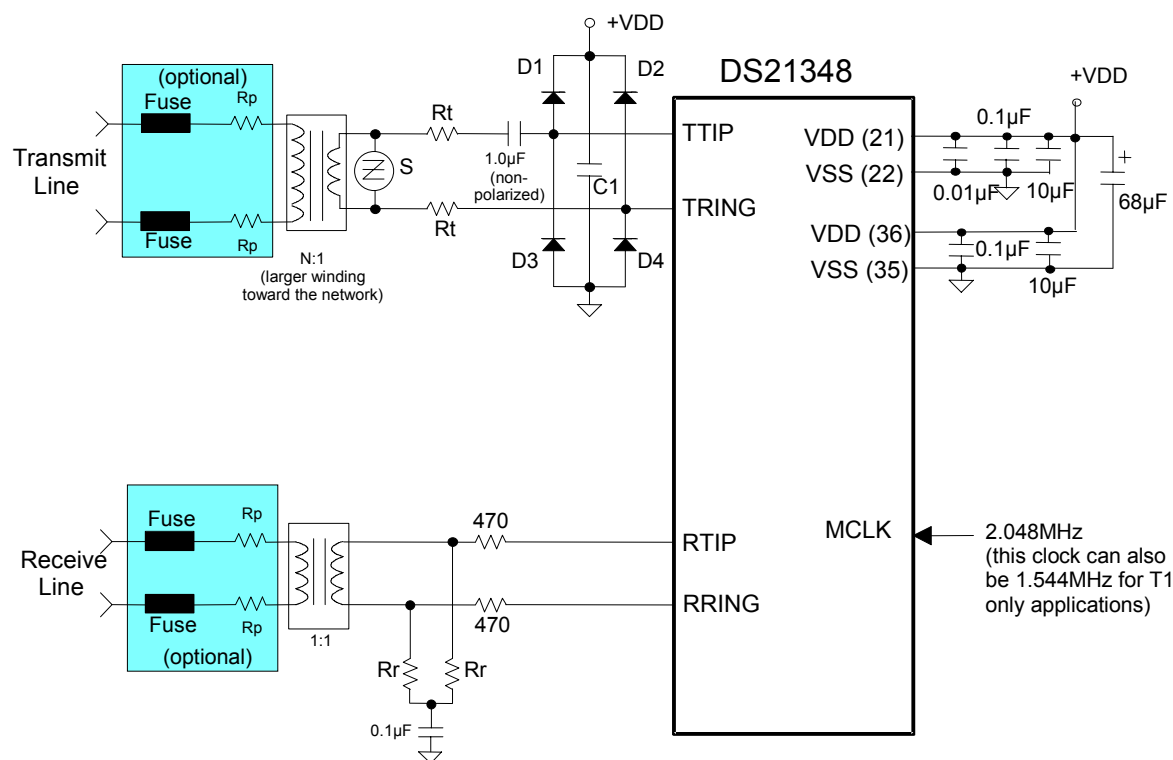 +VDD
D1
D2
DS21348
+VDD
(optional)
Fuse
Rp
Rt
TTIP
VDD (21)
0.1µF
Transmit
Line
1.0µF
(non-
polarized)
S
C1
VSS (22)
0.01µF
10µF
+
68µF
Fuse
Rp
Rt
TRING
VDD (36)
0.1µF
N:1
(larger winding
toward the network)
D3
D4
VSS (35)
10µF
Fuse
Rp
470
RTIP
MCLK
2.048MHz
(this clock can also
be 1.544MHz for T1
only applications)
Receive
Line
Fuse
Rp
(optional)
1:1
470
RRING
Rr
Rr
0.1µF